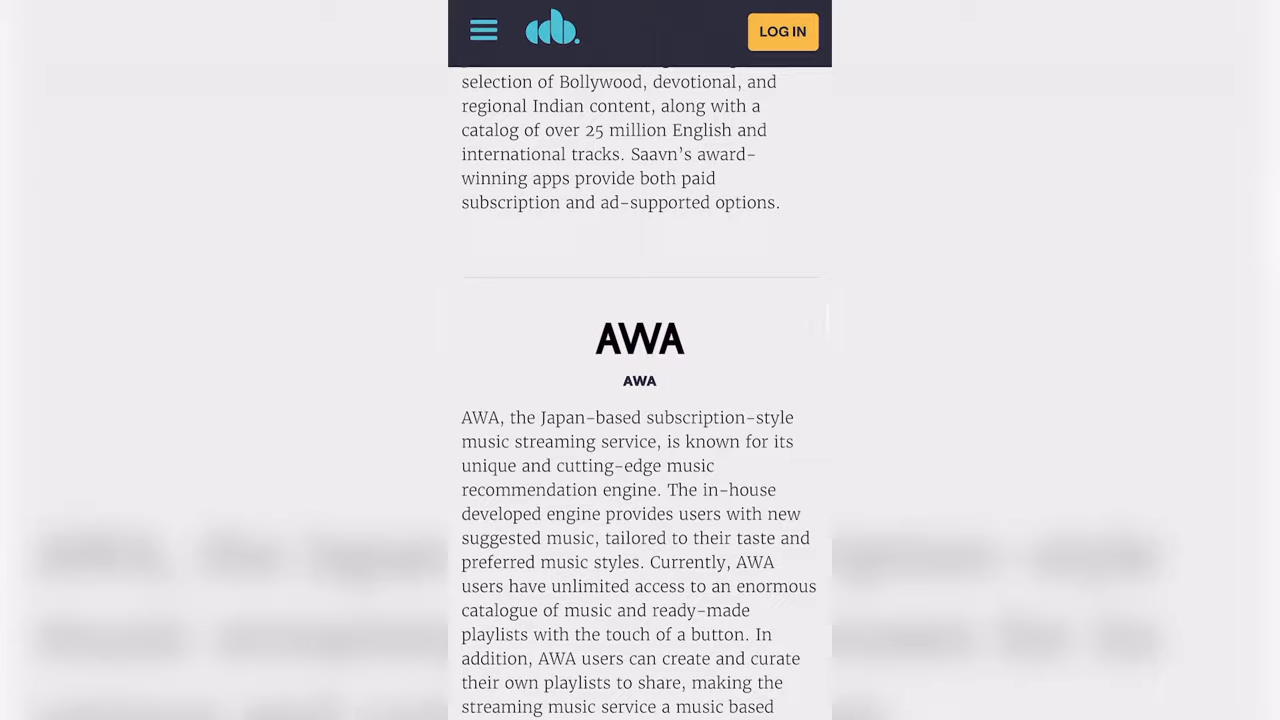 LOG IN
selection of Bollywood, devotional, and
regional Indian content, along with a
catalog of over 25 million English and
international tracks. Saavn’s award-
winning apps provide both paid
subscription and ad-supported options.
AWA
AWA
AWA, the Japan-based subscription-style
music streaming service, is known for its
unique and cutting-edge music
recommendation engine. The in-house
developed engine provides users with new
suggested music, tailored to their taste and
preferred music styles. Currently, AWA
users have unlimited access to an enormous
catalogue of music and ready-made
playlists with the touch of a button. In
addition, AWA users can create and curate
their own playlists to share, making the
streaming music service a music based